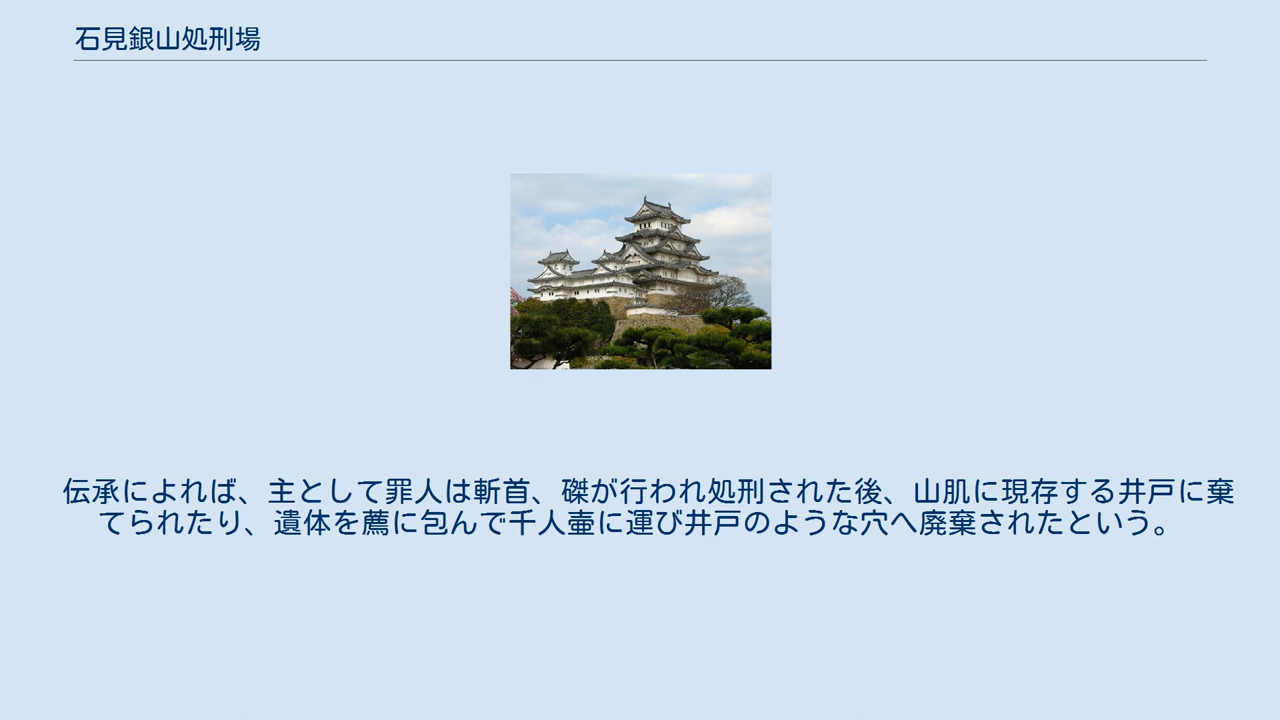 石見銀山処刑場
伝承によれば、主として罪人は斬首、磔が行われ処刑された後、山肌に現存する井戸に棄
てられたり、遺体を薦に包んで千人壷に運び井戸のような穴へ廃棄されたという。